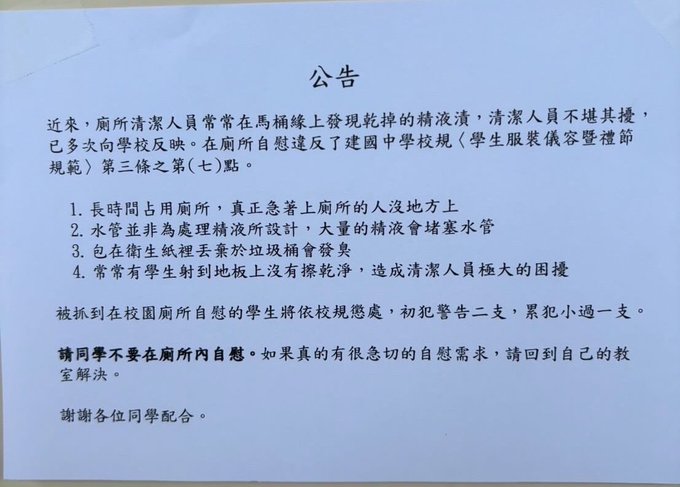 公告
近來，廁所清潔人員常常在馬桶緣上發現乾掉的精液漬，清潔人員不堪其擾，
已多次向學校反映。在廁所自慰違反了建國中學校規〈學生服裝儀容暨禮節
規範〉第三條之第(七)點。
1. 長時間占用廁所，真正急著上廁所的人沒地方上
2. 水管並非為處理精液所設計，大量的精液會堵塞水管
3. 包在衛生紙裡丟棄於垃圾桶會發臭
4. 常常有學生射到地板上沒有擦乾淨，造成清潔人員極大的困擾
被抓到在校園廁所自慰的學生將依校規懲處，初犯警告二支，累犯小過一支。
請同學不要在廁所內自慰。如果真的有很急切的自慰需求，請回到自己的教
室解決。
謝謝各位同學配合。